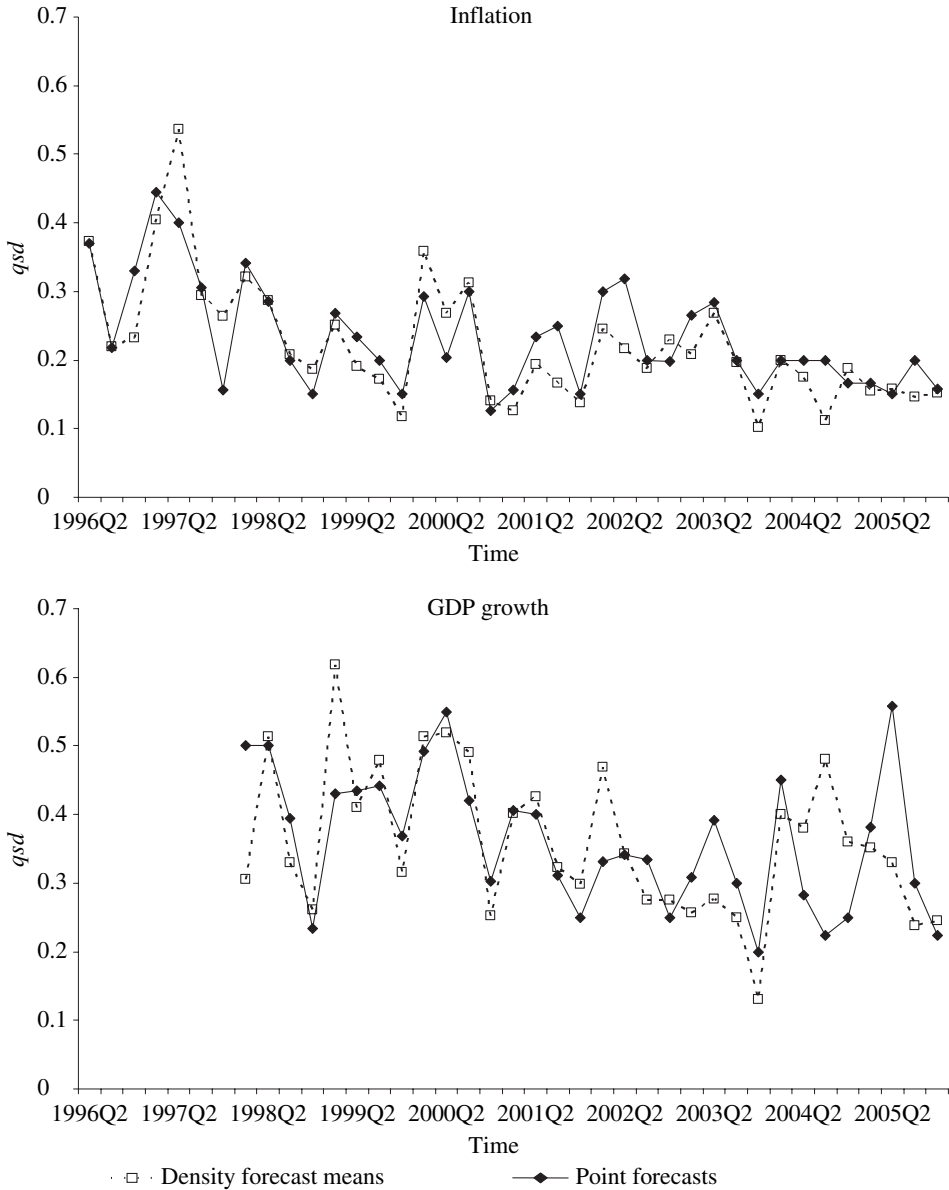 Inflation
0.7
0.6
0.5
0.4
0.3
0.2
0.1
0
qsd
1996Q2 1997Q2 1998Q2 1999Q2 2000Q2 2001Q2 2002Q2 2003Q2 2004Q2 2005Q2
Time
GDP growth
0.7
0.6
0.5
0.4
0.3
0.2
0.1
0
qsd
1996Q2 1997Q2 1998Q2 1999Q2 2000Q2 2001Q2 2002Q2 2003Q2 2004Q2 2005Q2
Time
Density forecast means Point forecasts